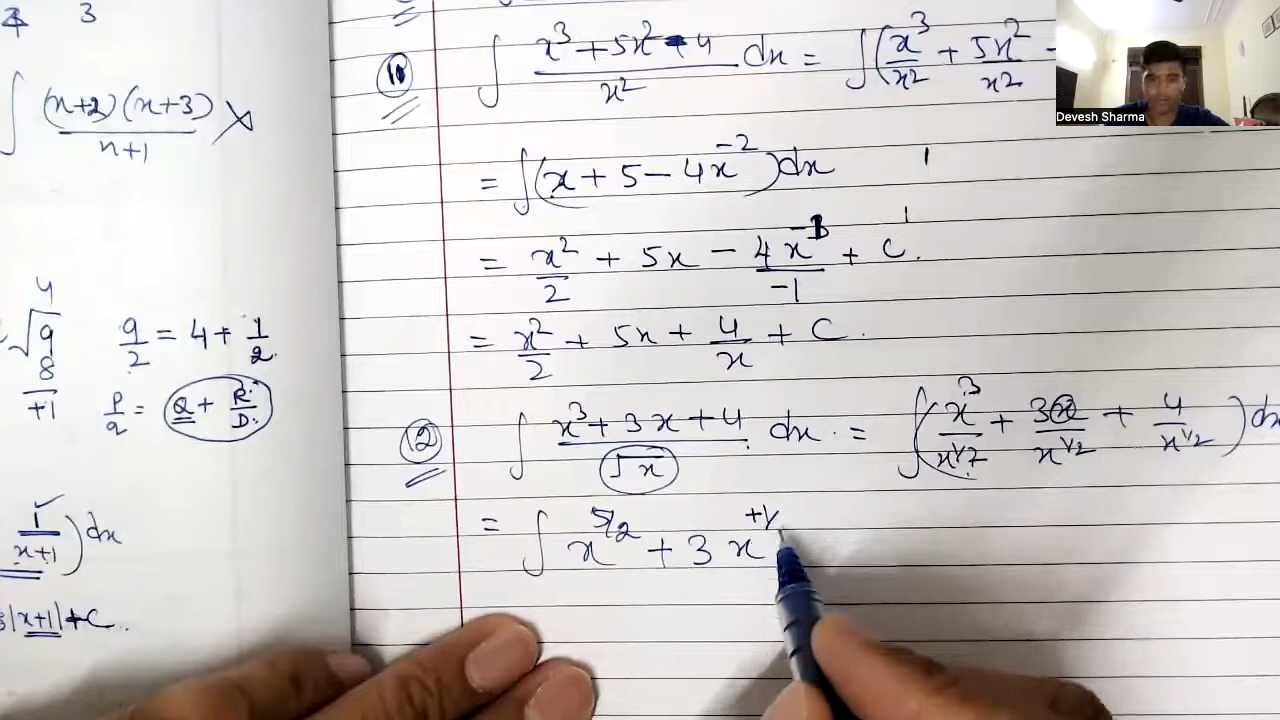 4 3
∫ (x+2)(x+3) / x+1
4
√9 9/2 = 4 + 1/2
8
+1 P/q = Q + R/D
1/x+1) dx
|x+1| + C.
(11) ∫ x³ + 5x² - 4 / x² dx = ∫(x³/x² + 5x²/x² -
Devesh Sharma
= ∫(x + 5 - 4x⁻²)dx
= x²/2 + 5x - 4x⁻¹/-1 + C.
= x²/2 + 5x + 4/x + C.
(12) ∫ x³ + 3x + 4 / √x dx. = ∫(x³/x^1/2 + 3x/x^1/2 + 4/x^1/2) dx
= ∫ x^5/2 + 3 x^+1/